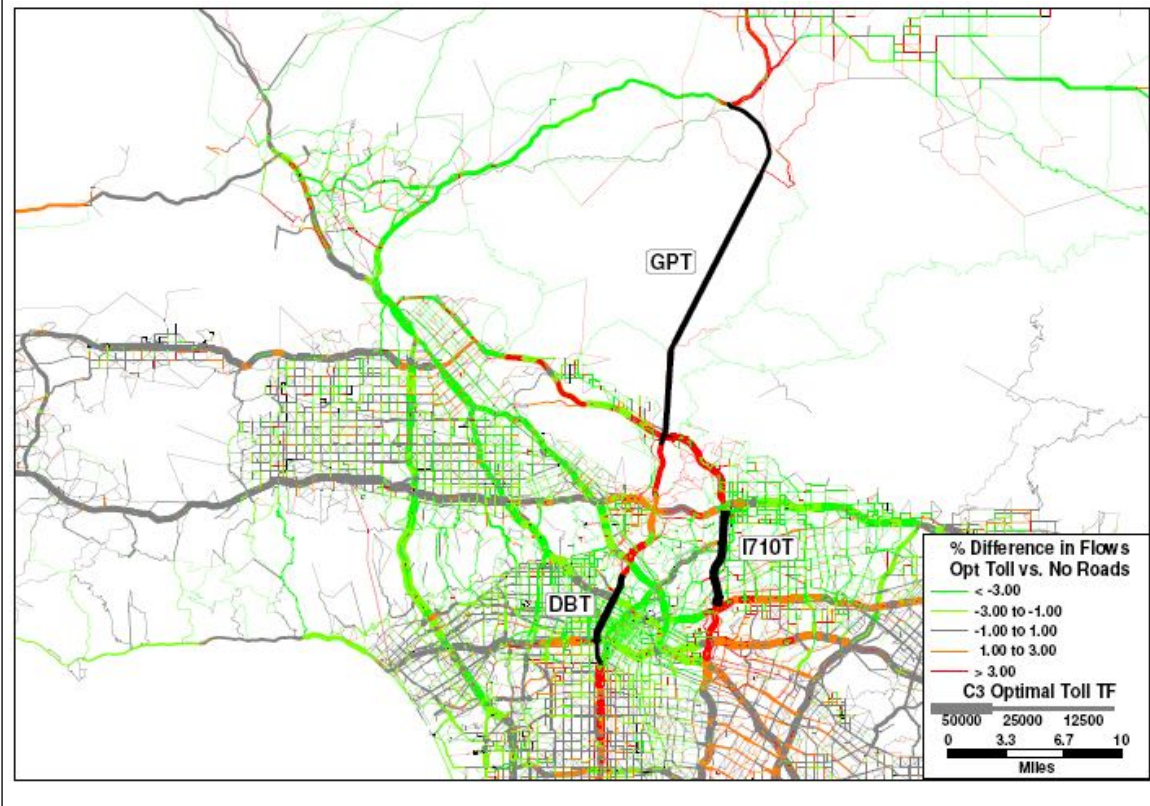 GPT
I710T
DBT
% Difference in Flows
Opt Toll vs. No Roads
< -3.00
-3.00 to -1.00
-1.00 to 1.00
1.00 to 3.00
> 3.00
C3 Optimal Toll TF
50000 25000 12500
0 3.3 6.7 10
Miles